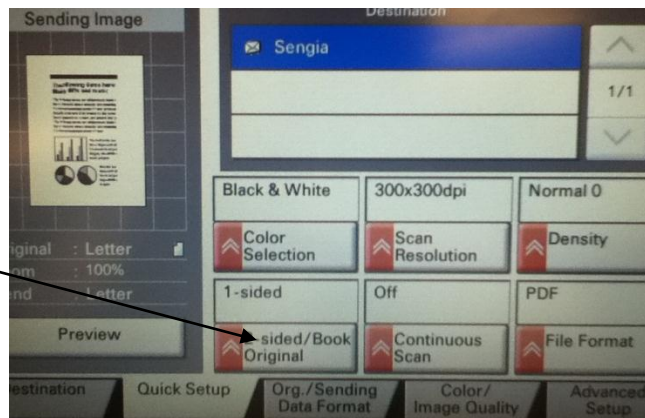 Sending Image
Destination
Sengia
1/1
Black & White
300x300dpi
Normal 0
Color
Selection
Scan
Resolution
Density
: Letter
: 100%
: Letter
1-sided
Off
PDF
Preview
sided/Book
Original
Continuous
Scan
File Format
Quick Setup
Org./Sending
Data Format
Color/
Image Quality
Advanced
Setup